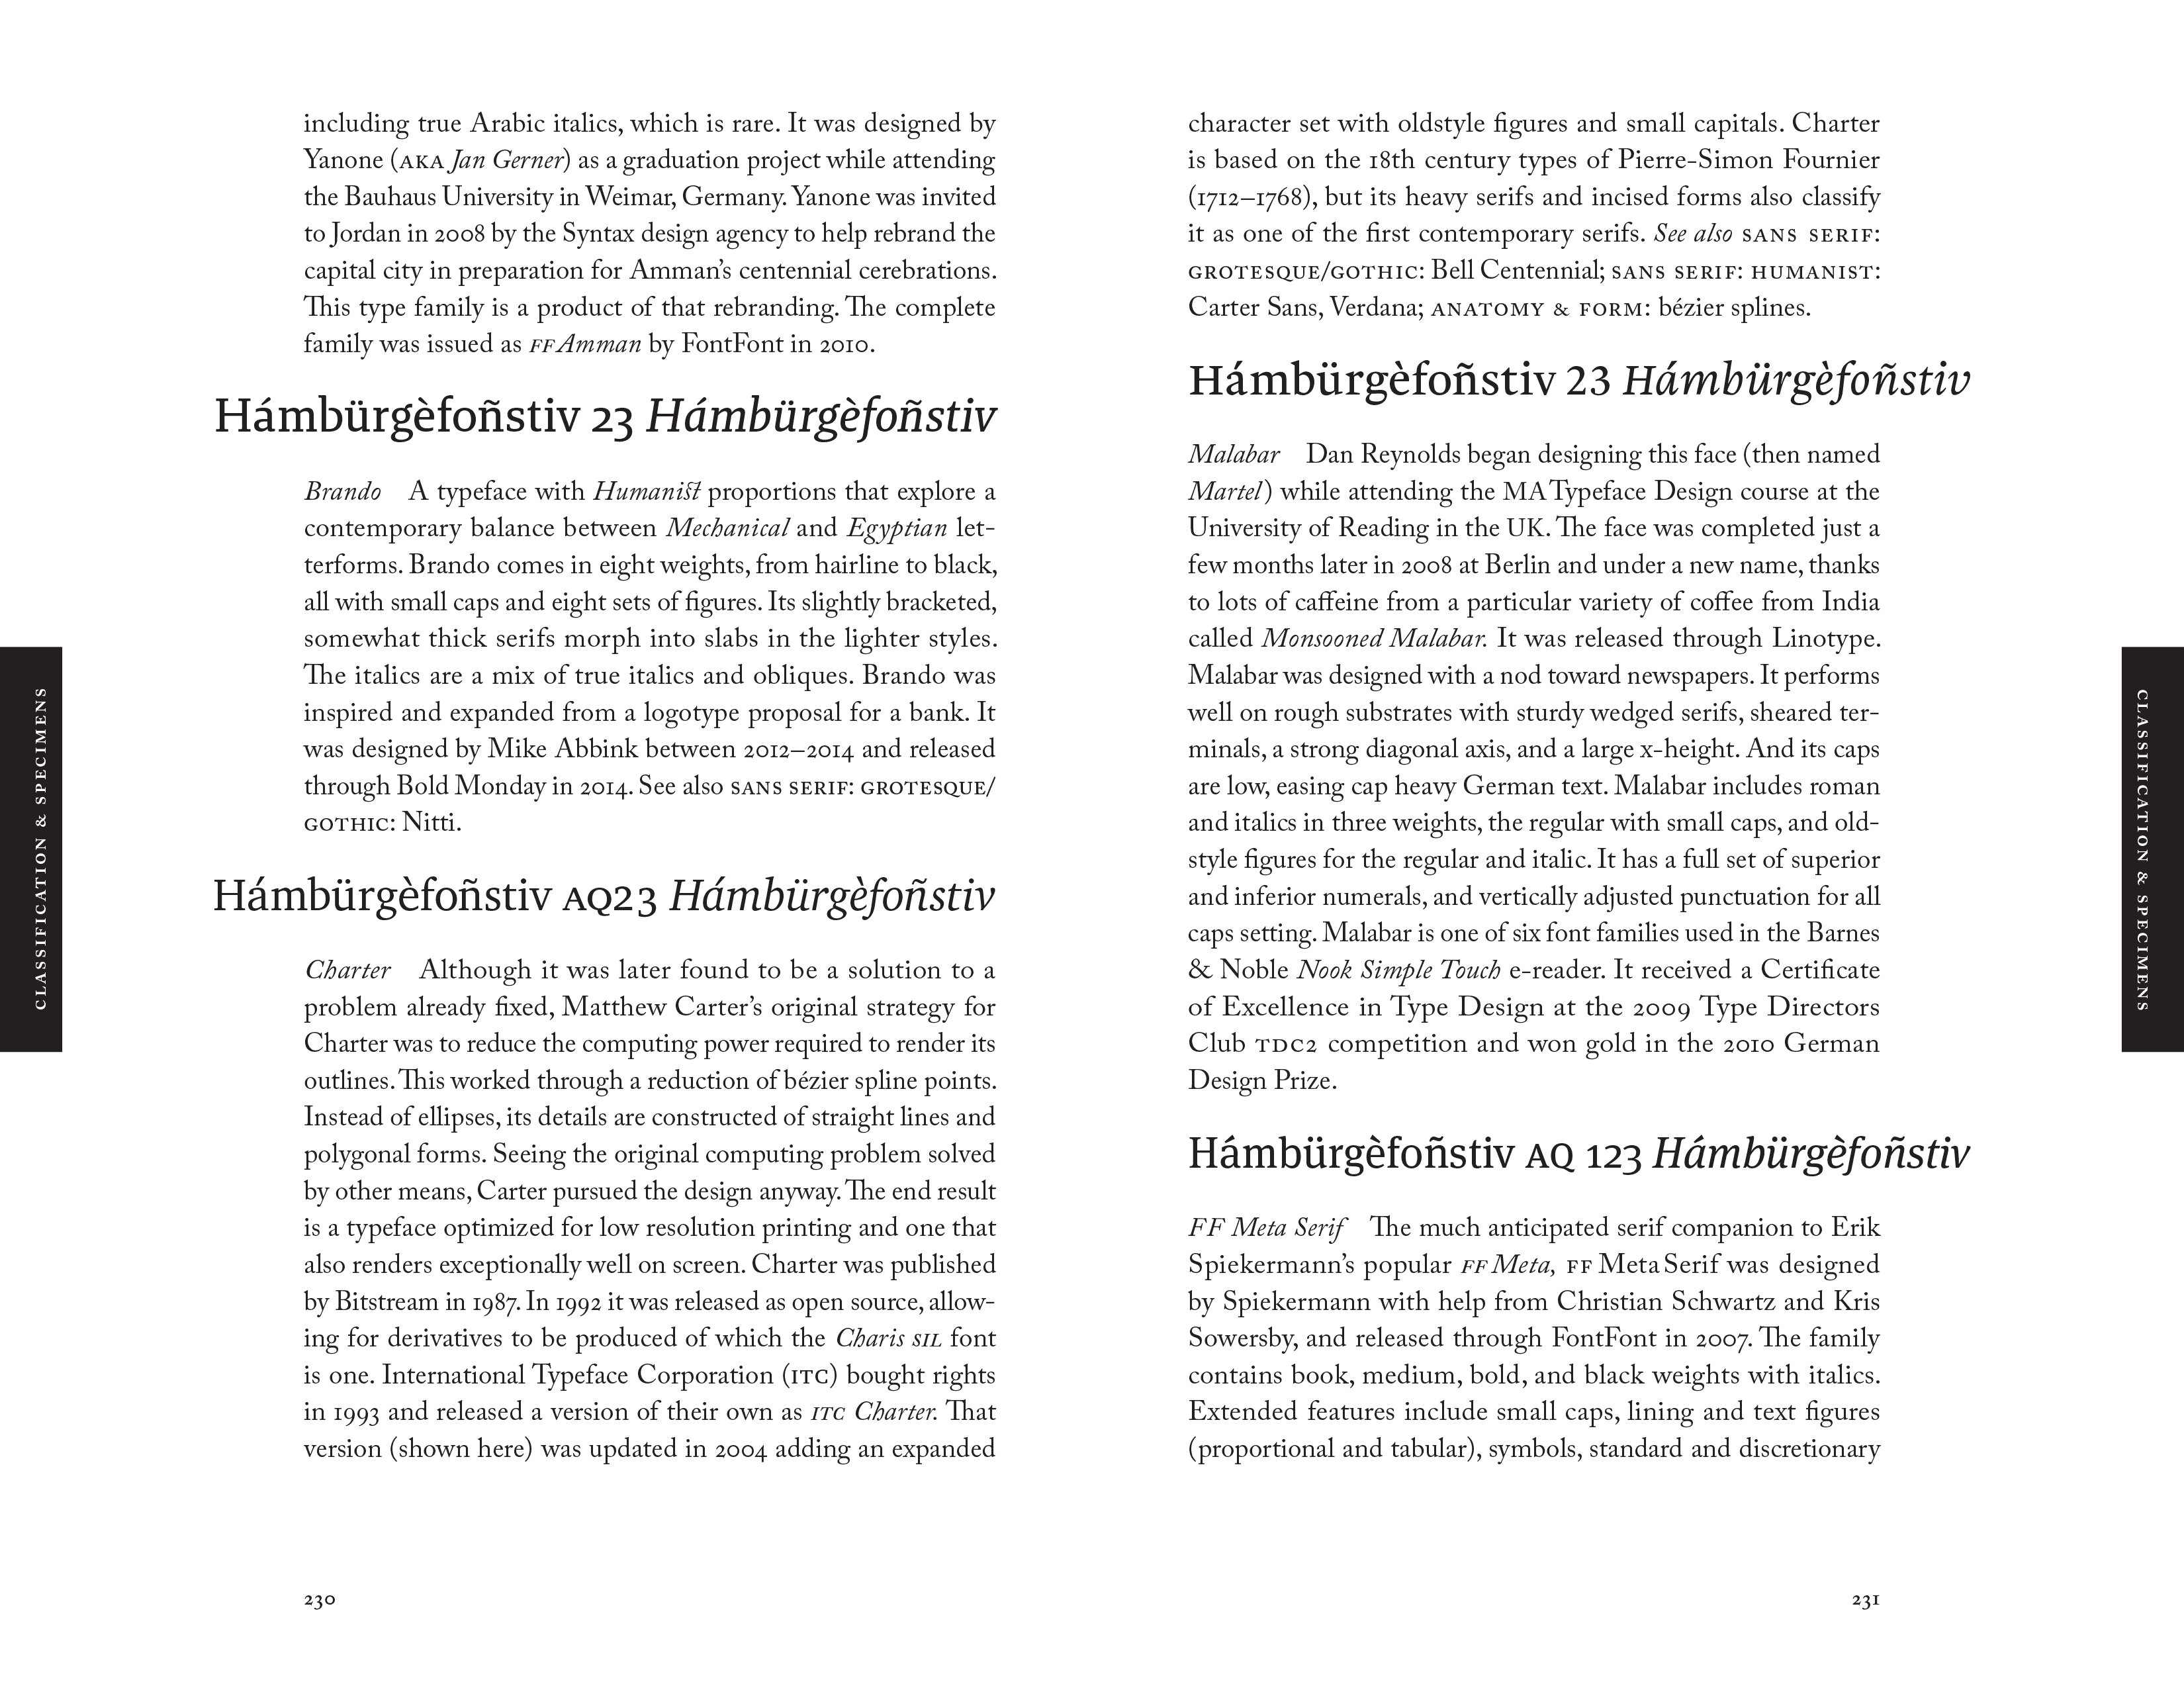 including true Arabic italics, which is rare. It was designed by
Yanone (AKA Jan Gerner) as a graduation project while attending
the Bauhaus University in Weimar, Germany. Yanone was invited
to Jordan in 2008 by the Syntax design agency to help rebrand the
capital city in preparation for Amman’s centennial cerebrations.
This type family is a product of that rebranding. The complete
family was issued as FF Amman by FontFont in 2010.
Hámbürgèfoñstiv 23 Hámbürgèfoñstiv
Brando A typeface with Humanist proportions that explore a
contemporary balance between Mechanical and Egyptian let-
terforms. Brando comes in eight weights, from hairline to black,
all with small caps and eight sets of figures. Its slightly bracketed,
somewhat thick serifs morph into slabs in the lighter styles.
The italics are a mix of true italics and obliques. Brando was
inspired and expanded from a logotype proposal for a bank. It
was designed by Mike Abbink between 2012–2014 and released
through Bold Monday in 2014. See also SANS SERIF: GROTESQUE/
GOTHIC: Nitti.
Hámbürgèfoñstiv AQ23 Hámbürgèfoñstiv
Charter Although it was later found to be a solution to a
problem already fixed, Matthew Carter’s original strategy for
Charter was to reduce the computing power required to render its
outlines. This worked through a reduction of bézier spline points.
Instead of ellipses, its details are constructed of straight lines and
polygonal forms. Seeing the original computing problem solved
by other means, Carter pursued the design anyway. The end result
is a typeface optimized for low resolution printing and one that
also renders exceptionally well on screen. Charter was published
by Bitstream in 1987. In 1992 it was released as open source, allow-
ing for derivatives to be produced of which the Charis SIL font
is one. International Typeface Corporation (ITC) bought rights
in 1993 and released a version of their own as ITC Charter. That
version (shown here) was updated in 2004 adding an expanded
230
CLASSIFICATION & SPECIMENS
character set with oldstyle figures and small capitals. Charter
is based on the 18th century types of Pierre-Simon Fournier
(1712–1768), but its heavy serifs and incised forms also classify
it as one of the first contemporary serifs. See also SANS SERIF:
GROTESQUE/GOTHIC: Bell Centennial; SANS SERIF: HUMANIST:
Carter Sans, Verdana; ANATOMY & FORM: bézier splines.
Hámbürgèfoñstiv 23 Hámbürgèfoñstiv
Malabar Dan Reynolds began designing this face (then named
Martel) while attending the MA Typeface Design course at the
University of Reading in the UK. The face was completed just a
few months later in 2008 at Berlin and under a new name, thanks
to lots of caffeine from a particular variety of coffee from India
called Monsooned Malabar. It was released through Linotype.
Malabar was designed with a nod toward newspapers. It performs
well on rough substrates with sturdy wedged serifs, sheared ter-
minals, a strong diagonal axis, and a large x-height. And its caps
are low, easing cap heavy German text. Malabar includes roman
and italics in three weights, the regular with small caps, and old-
style figures for the regular and italic. It has a full set of superior
and inferior numerals, and vertically adjusted punctuation for all
caps setting. Malabar is one of six font families used in the Barnes
& Noble Nook Simple Touch e-reader. It received a Certificate
of Excellence in Type Design at the 2009 Type Directors
Club TDC2 competition and won gold in the 2010 German
Design Prize.
Hámbürgèfoñstiv AQ 123 Hámbürgèfoñstiv
FF Meta Serif The much anticipated serif companion to Erik
Spiekermann’s popular FF Meta, FF Meta Serif was designed
by Spiekermann with help from Christian Schwartz and Kris
Sowersby, and released through FontFont in 2007. The family
contains book, medium, bold, and black weights with italics.
Extended features include small caps, lining and text figures
(proportional and tabular), symbols, standard and discretionary
231
CLASSIFICATION & SPECIMENS